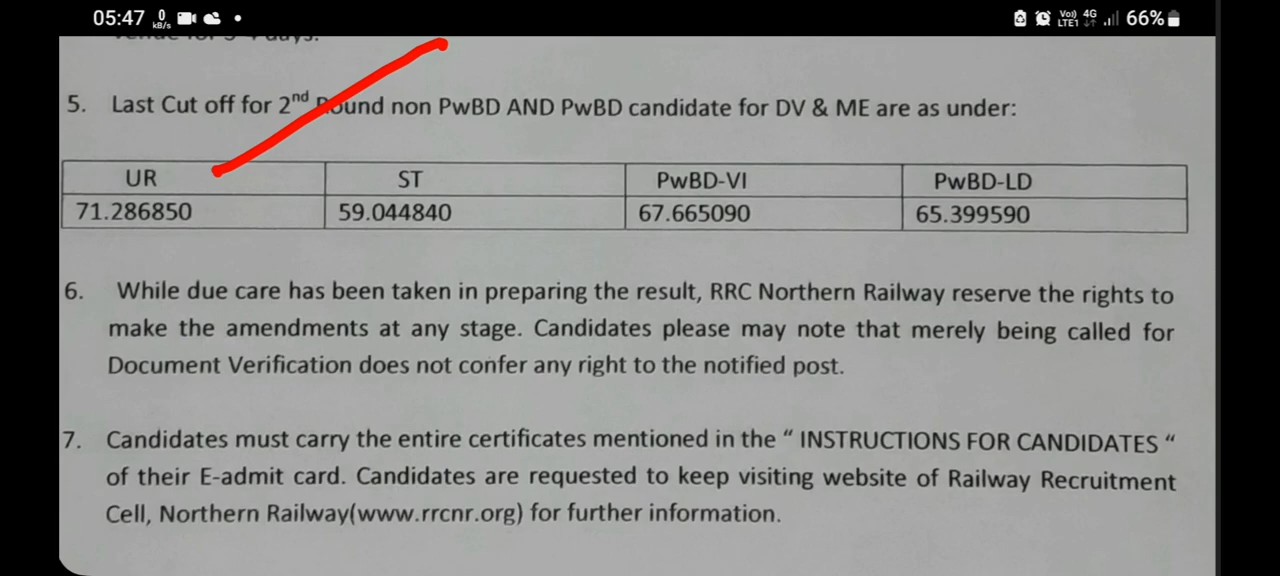 05:47 0 kB/s Vo)) LTE1 4G 66%
5. Last Cut off for 2nd Round non PwBD AND PwBD candidate for DV & ME are as under:
UR ST PwBD-VI PwBD-LD
71.286850 59.044840 67.665090 65.399590
6. While due care has been taken in preparing the result, RRC Northern Railway reserve the rights to
make the amendments at any stage. Candidates please may note that merely being called for
Document Verification does not confer any right to the notified post.
7. Candidates must carry the entire certificates mentioned in the “ INSTRUCTIONS FOR CANDIDATES “
of their E-admit card. Candidates are requested to keep visiting website of Railway Recruitment
Cell, Northern Railway(www.rrcnr.org) for further information.